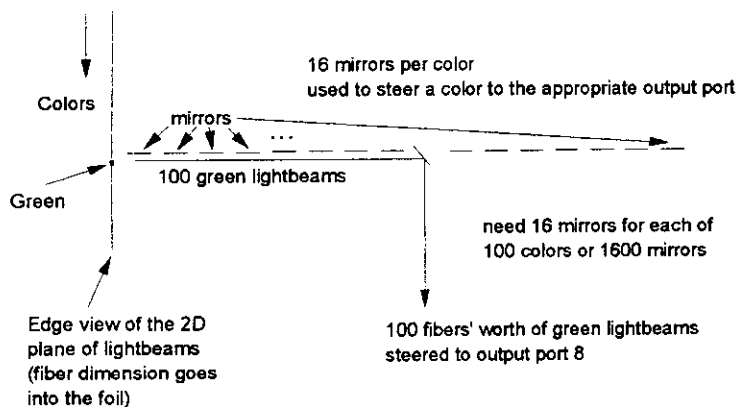 16 mirrors per color
used to steer a color to the appropriate output port
Colors
mirrors
...
100 green lightbeams
Green
need 16 mirrors for each of
100 colors or 1600 mirrors
Edge view of the 2D
plane of lightbeams
(fiber dimension goes
into the foil)
100 fibers' worth of green lightbeams
steered to output port 8